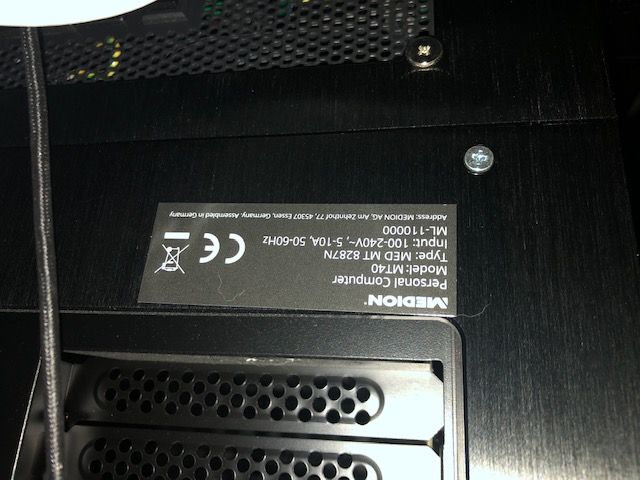 MEDION®
Personal Computer
Model: MT40
Type: MED MT 8287N
Input: 100-240V~, 5-10A, 50-60Hz
ML-110000
Address: MEDION AG, Am Zehnthof 77, 45307 Essen, Germany, Assembled in Germany
CE